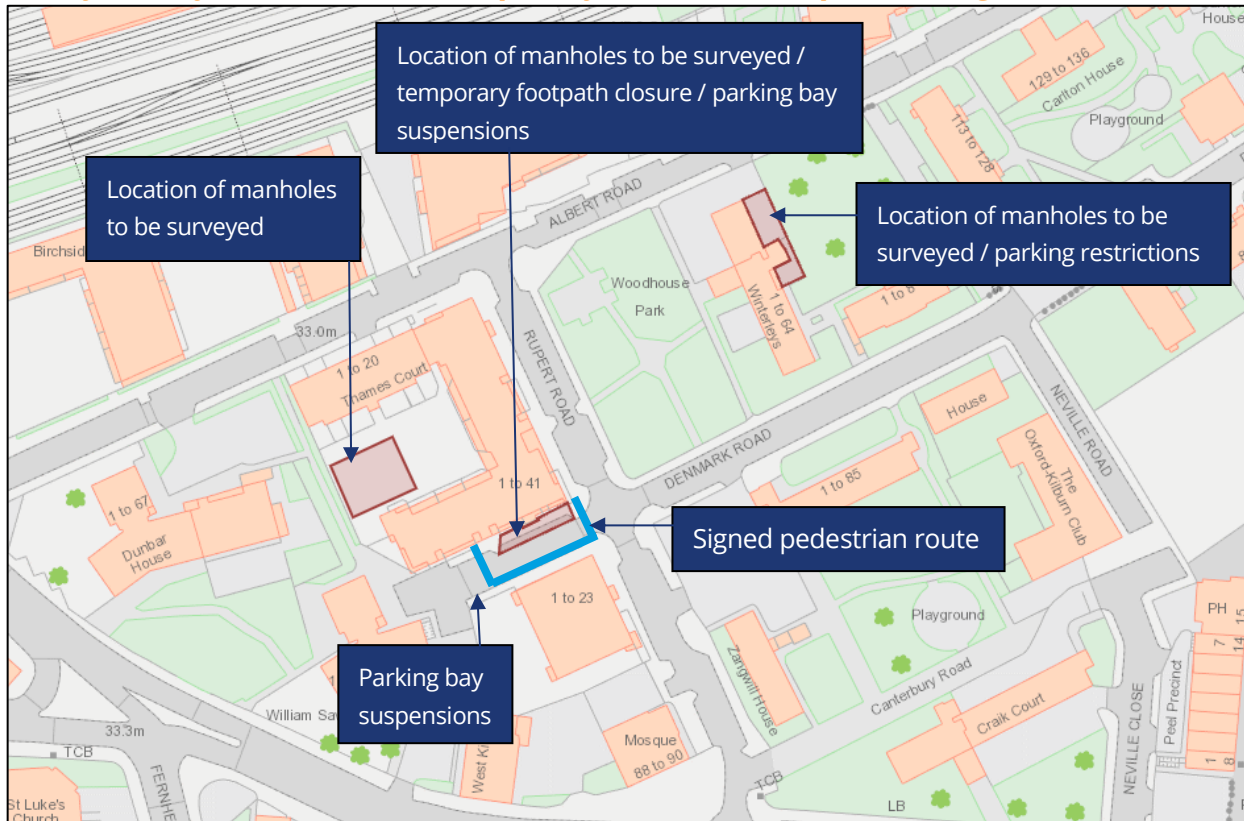 Location of manholes to be surveyed /
temporary footpath closure / parking bay
suspensions
Location of manholes
to be surveyed
Location of manholes to be
surveyed / parking restrictions
Signed pedestrian route
Parking bay
suspensions
House
129 to 136
Carlton House
Playground
113 to 128
ALBERT ROAD
Woodhouse
Park
1 to 64
Winterleys
1 to 8
33.0m
RUPERT ROAD
1 to 20
Thames Court
DENMARK ROAD
NEVILLE ROAD
House
The
Oxford-Kilburn Club
1 to 85
1 to 41
1 to 67
Dunbar
House
1 to 23
Playground
Canterbury Road
Zangwill House
Craik Court
NEVILLE CLOSE
Peel Precinct
PH
15
14
7
1
8
William
33.3m
TCB
West
Mosque
88 to 90
TCB
LB
St Luke's
Church